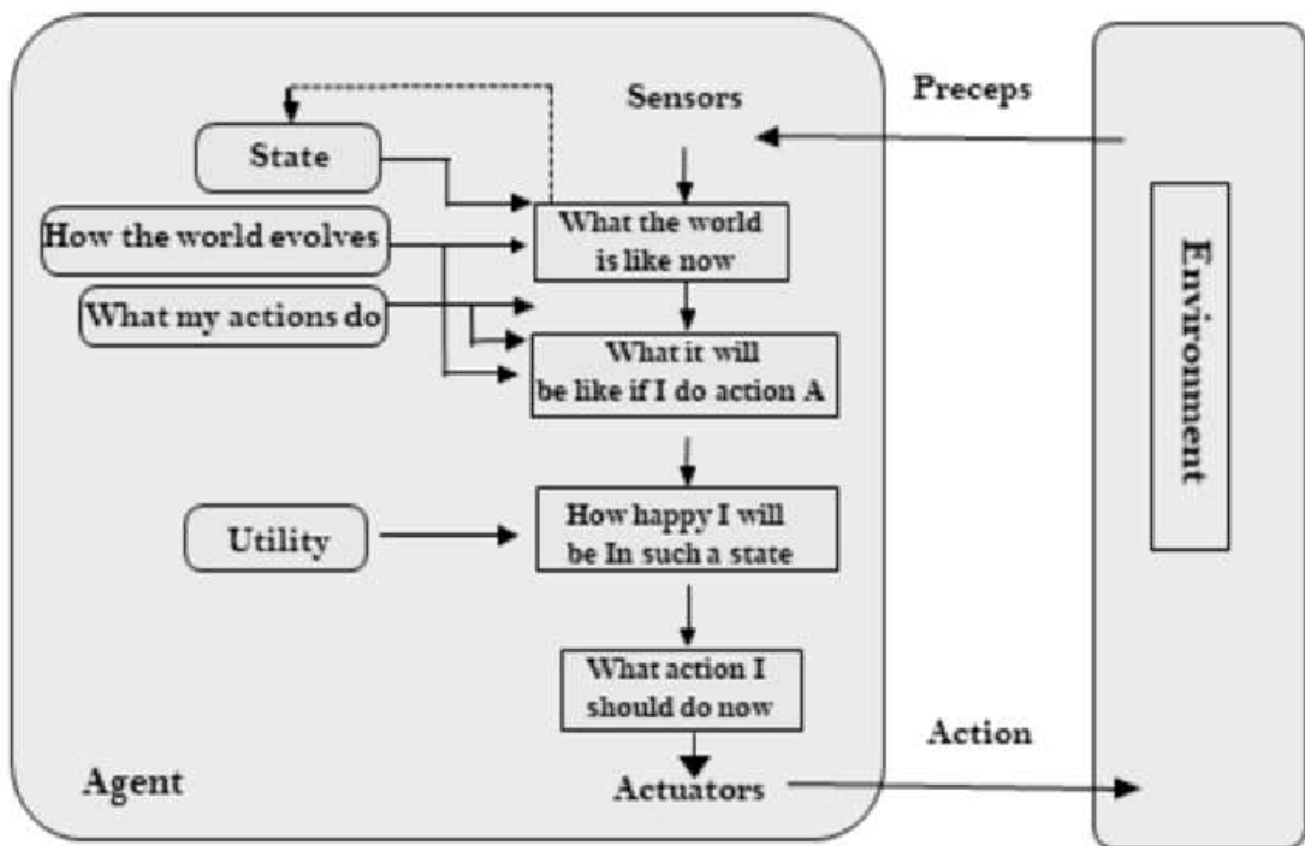 Sensors
Preceps
State
What the world
is like now
How the world evolves
What my actions do
What it will
be like if I do action A
Utility
How happy I will
be In such a state
What action I
should do now
Agent
Actuators
Action
Environment